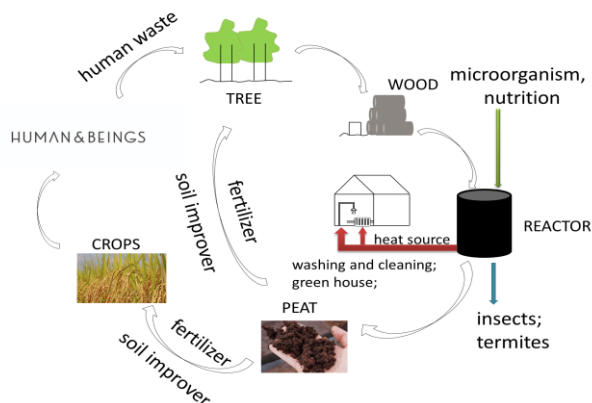 human waste
TREE
WOOD
microorganism,
nutrition
HUMAN&BEINGS
fertilizer
soil improver
REACTOR
heat source
CROPS
washing and cleaning;
green house;
PEAT
insects;
termites
fertilizer
soil improver